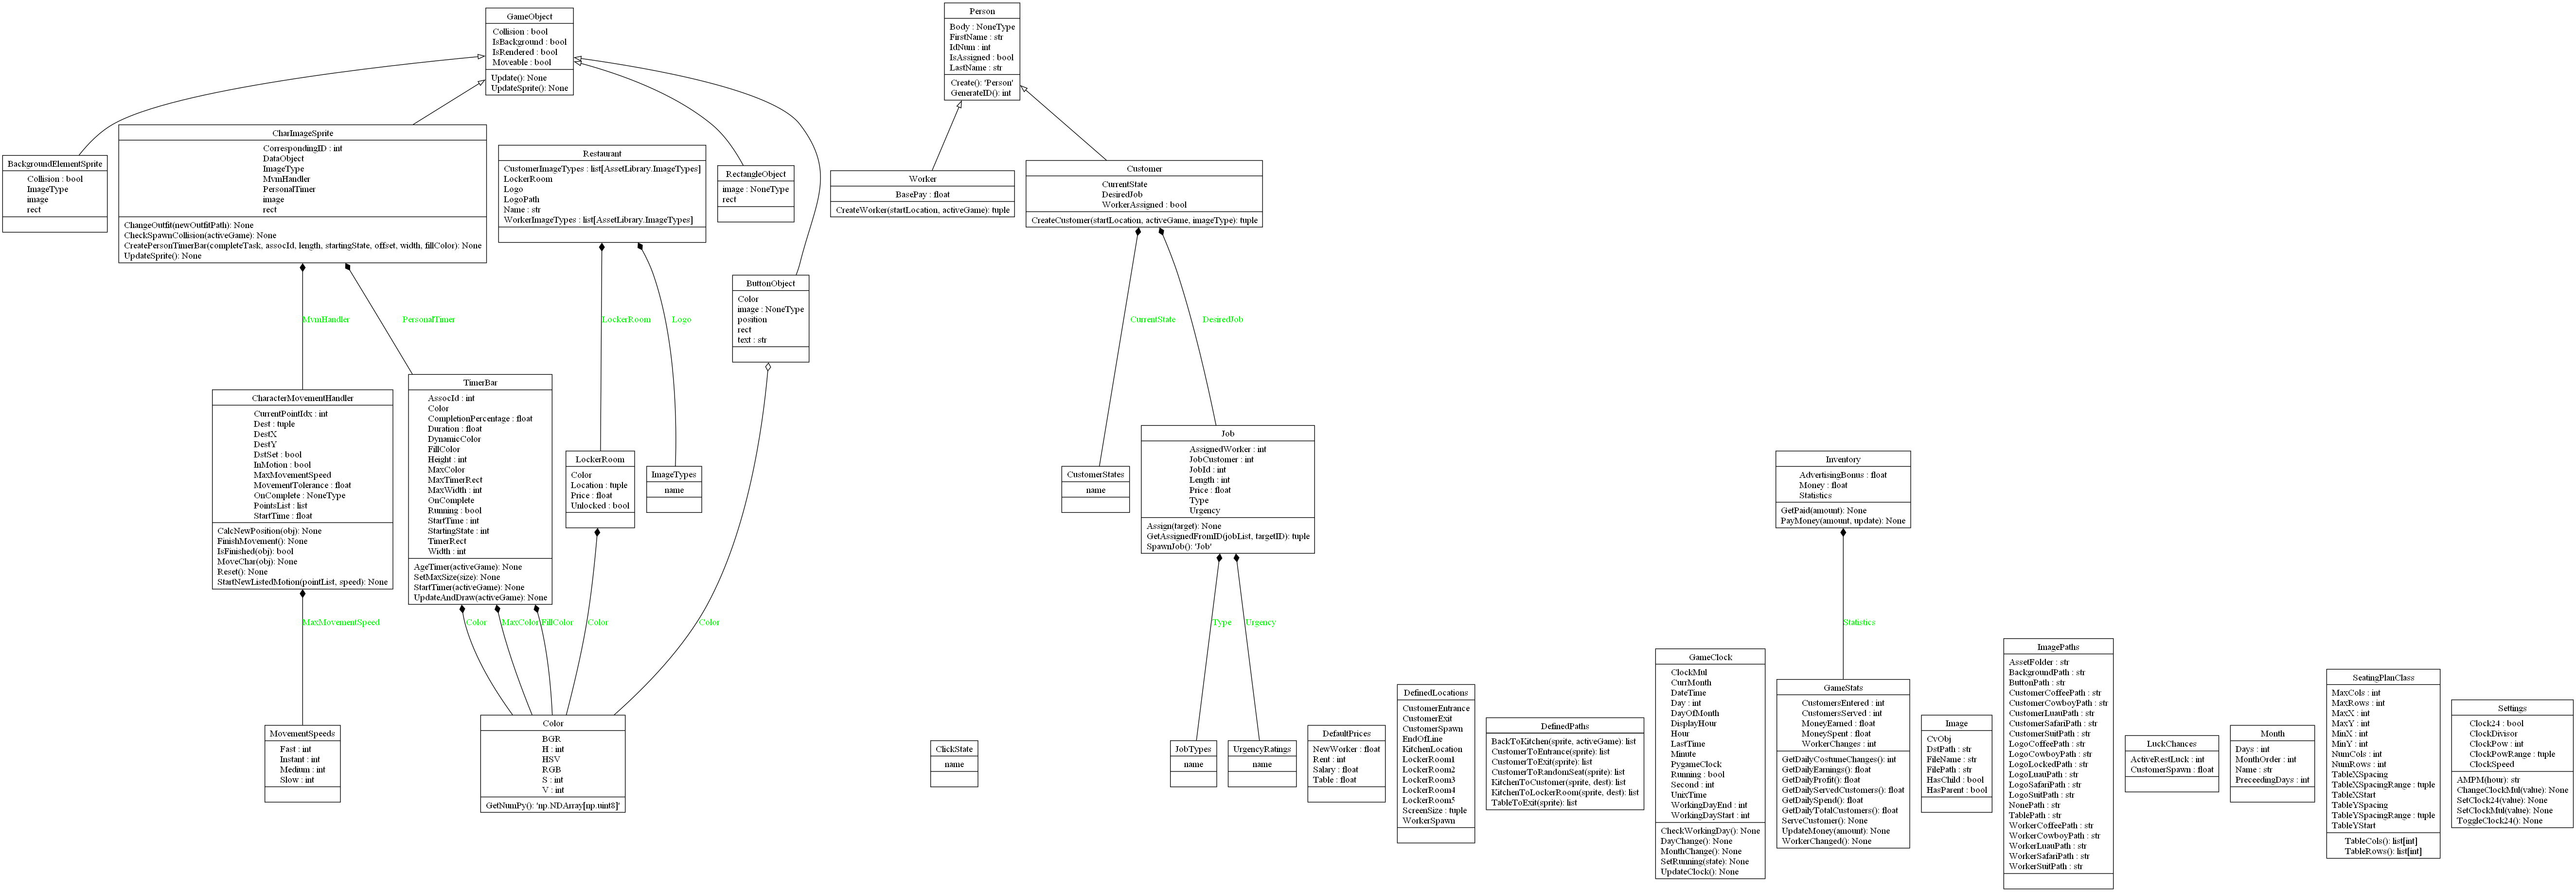 GameObject
Collision : bool
IsBackground : bool
IsRendered : bool
Moveable : bool
Update(): None
UpdateSprite(): None
Person
Body : NoneType
FirstName : str
IdNum : int
IsAssigned : bool
LastName : str
Create(): 'Person'
GenerateID(): int
BackgroundElementSprite
Collision : bool
ImageType
image
rect
CharImageSprite
CorrespondingID : int
DataObject
ImageType
MvmHandler
PersonalTimer
image
rect
ChangeOutfit(newOutfitPath): None
CheckSpawnCollision(activeGame): None
CreatePersonTimerBar(completeTask, assocId, length, startingState, offset, width, fillColor): None
UpdateSprite(): None
Restaurant
CustomerImageTypes : list[AssetLibrary.ImageTypes]
LockerRoom
Logo
LogoPath
Name : str
WorkerImageTypes : list[AssetLibrary.ImageTypes]
RectangleObject
image : NoneType
rect
Worker
BasePay : float
CreateWorker(startLocation, activeGame): tuple
Customer
CurrentState
DesiredJob
WorkerAssigned : bool
CreateCustomer(startLocation, activeGame, imageType): tuple
ButtonObject
Color
image : NoneType
position
rect
text : str
MvmHandler
PersonalTimer
LockerRoom
Logo
CurrentState
DesiredJob
CharacterMovementHandler
CurrentPointIdx : int
Dest : tuple
DestX
DestY
DstSet : bool
InMotion : bool
MaxMovementSpeed
MovementTolerance : float
OnComplete : NoneType
PointsList : list
StartTime : float
CalcNewPosition(obj): None
FinishMovement(): None
IsFinished(obj): bool
MoveChar(obj): None
Reset(): None
StartNewListedMotion(pointList, speed): None
TimerBar
AssocId : int
Color
CompletionPercentage : float
Duration : float
DynamicColor
FillColor
Height : int
MaxColor
MaxTimerRect
MaxWidth : int
OnComplete
Running : bool
StartTime : int
StartingState : int
TimerRect
Width : int
AgeTimer(activeGame): None
SetMaxSize(size): None
StartTimer(activeGame): None
UpdateAndDraw(activeGame): None
LockerRoom
Color
Location : tuple
Price : float
Unlocked : bool
ImageTypes
name
CustomerStates
name
Job
AssignedWorker : int
JobCustomer : int
JobId : int
Length : int
Price : float
Type
Urgency
Assign(target): None
GetAssignedFromID(jobList, targetID): tuple
SpawnJob(): 'Job'
Inventory
AdvertisingBonus : float
Money : float
Statistics
GetPaid(amount): None
PayMoney(amount, update): None
MaxMovementSpeed
Color
MaxColor
FillColor
Color
Color
Type
Urgency
Statistics
MovementSpeeds
Fast : int
Instant : int
Medium : int
Slow : int
Color
BGR
H : int
HSV
RGB
S : int
V : int
GetNumPy(): 'np.NDArray[np.uint8]'
ClickState
name
JobTypes
name
UrgencyRatings
name
DefaultPrices
NewWorker : float
Rent : int
Salary : float
Table : float
DefinedLocations
CustomerEntrance
CustomerExit
CustomerSpawn
EndOfLine
KitchenLocation
LockerRoom1
LockerRoom2
LockerRoom3
LockerRoom4
LockerRoom5
ScreenSize : tuple
WorkerSpawn
DefinedPaths
BackToKitchen(sprite, activeGame): list
CustomerToEntrance(sprite): list
CustomerToExit(sprite): list
CustomerToRandomSeat(sprite): list
KitchenToCustomer(sprite, dest): list
KitchenToLockerRoom(sprite, dest): list
TableToExit(sprite): list
GameClock
ClockMul
CurrMonth
DateTime
Day : int
DayOfMonth
DisplayHour
Hour
LastTime
Minute
PygameClock
Running : bool
Second : int
UnixTime
WorkingDayEnd : int
WorkingDayStart : int
CheckWorkingDay(): None
DayChange(): None
MonthChange(): None
SetRunning(state): None
UpdateClock(): None
GameStats
CustomersEntered : int
CustomersServed : int
MoneyEarned : float
MoneySpent : float
WorkerChanges : int
GetDailyCostumeChanges(): int
GetDailyEarnings(): float
GetDailyProfit(): float
GetDailyServedCustomers(): float
GetDailySpend(): float
GetDailyTotalCustomers(): float
ServeCustomer(): None
UpdateMoney(amount): None
WorkerChanged(): None
Image
CvObj
DstPath : str
FileName : str
FilePath : str
HasChild : bool
HasParent : bool
ImagePaths
AssetFolder : str
BackgroundPath : str
ButtonPath : str
CustomerCoffeePath : str
CustomerCowboyPath : str
CustomerLuauPath : str
CustomerSafariPath : str
CustomerSuitPath : str
LogoCoffeePath : str
LogoCowboyPath : str
LogoLockedPath : str
LogoLuauPath : str
LogoSafariPath : str
LogoSuitPath : str
NonePath : str
TablePath : str
WorkerCoffeePath : str
WorkerCowboyPath : str
WorkerLuauPath : str
WorkerSafariPath : str
WorkerSuitPath : str
LuckChances
ActiveRestLuck : int
CustomerSpawn : float
Month
Days : int
MonthOrder : int
Name : str
PreceedingDays : int
SeatingPlanClass
MaxCols : int
MaxRows : int
MaxX : int
MaxY : int
MinX : int
MinY : int
NumCols : int
NumRows : int
TableXSpacing
TableXSpacingRange : tuple
TableXStart
TableYSpacing
TableYSpacingRange : tuple
TableYStart
TableCols(): list[int]
TableRows(): list[int]
Settings
Clock24 : bool
ClockDivisor
ClockPow : int
ClockPowRange : tuple
ClockSpeed
AMPM(hour): str
ChangeClockMul(value): None
SetClock24(value): None
SetClockMul(value): None
ToggleClock24(): None